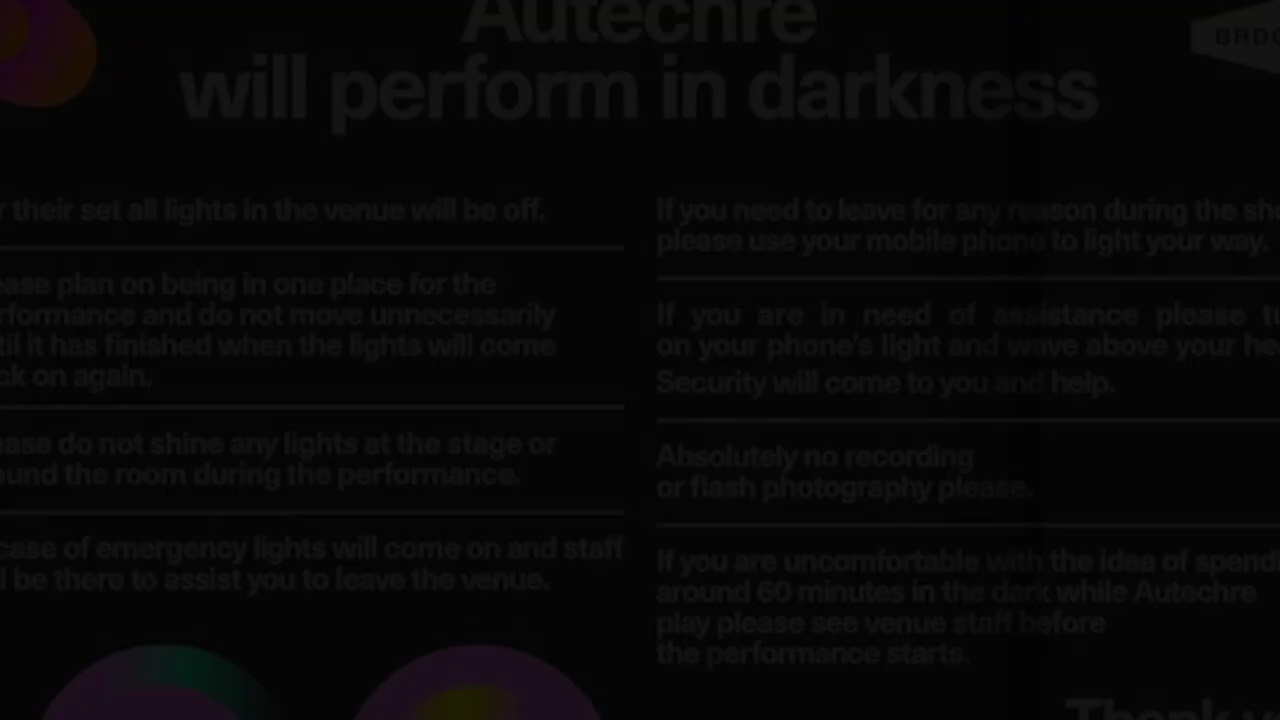 Autechre
will perform in darkness
their set all lights in the venue will be off.
plan on being in one place for the
and do not move unnecessarily
it has finished when the lights will come
on again.
do not shine any lights at the stage or
the room during the performance.
case of emergency lights will come on and staff
be there to assist you to leave the venue.
If you need to leave for any reason during the
please use your mobile phone to light your way.
If you are in need of assistance please
on your phone's light and wave above your
Security will come to you and help.
Absolutely no recording
or flash photography please.
If you are uncomfortable with the idea of
around 60 minutes in the dark while Autechre
play please see venue staff before
the performance starts.
Thank